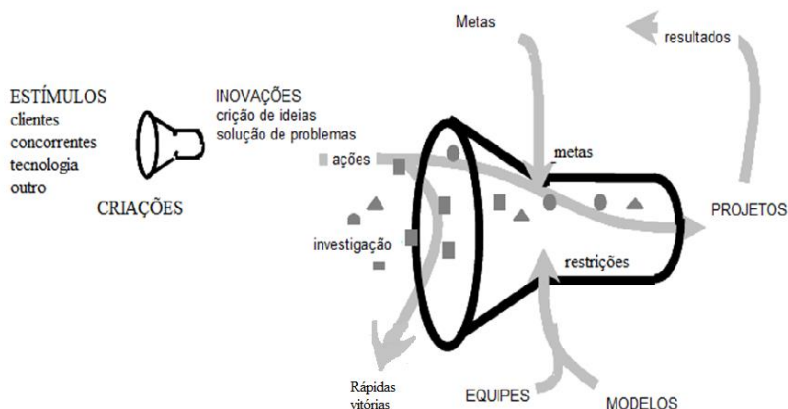 ESTÍMULOS
clientes
concorrentes
tecnologia
outro
CRIAÇÕES
INOVAÇÕES
crição de ideias
solução de problemas
ações
investigação
Rápidas
vitórias
Metas
metas
restrições
EQUIPES
MODELOS
PROJETOS
resultados